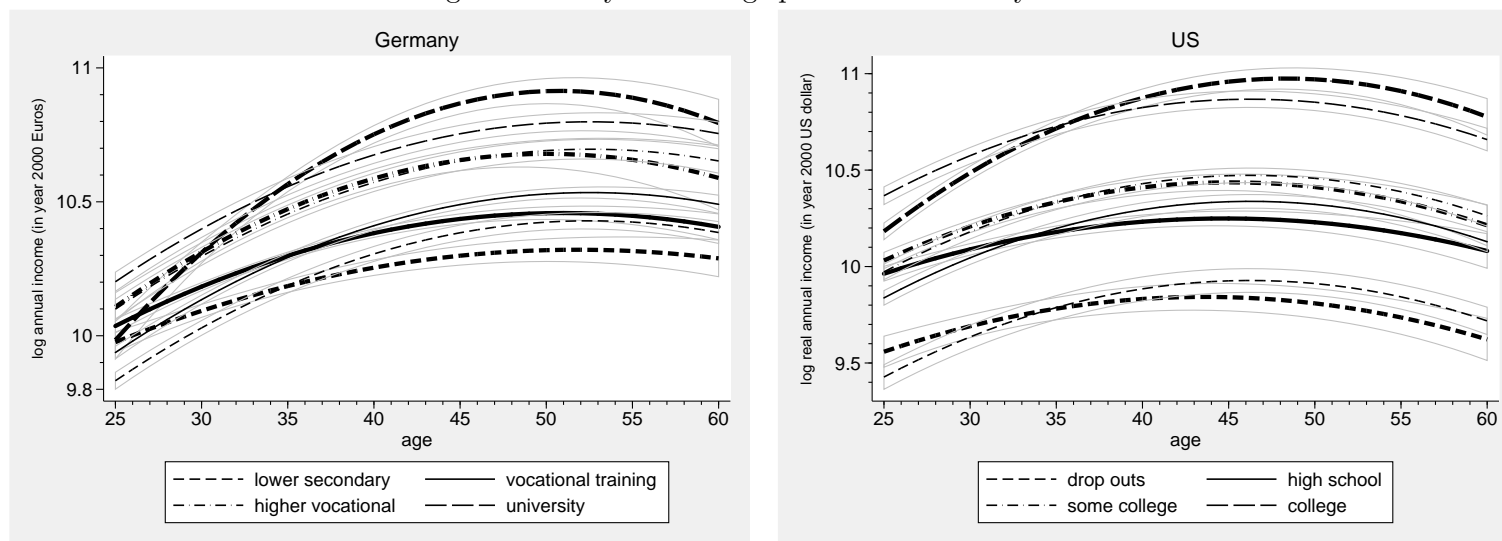 Germany
log annual income (in year 2000 Euros)
11
10.5
10
9.8
25 30 35 40 45 50 55 60
age
lower secondary vocational training
higher vocational university
US
log real annual income (in year 2000 US dollar)
11
10.5
10
9.5
25 30 35 40 45 50 55 60
age
drop outs high school
some college college